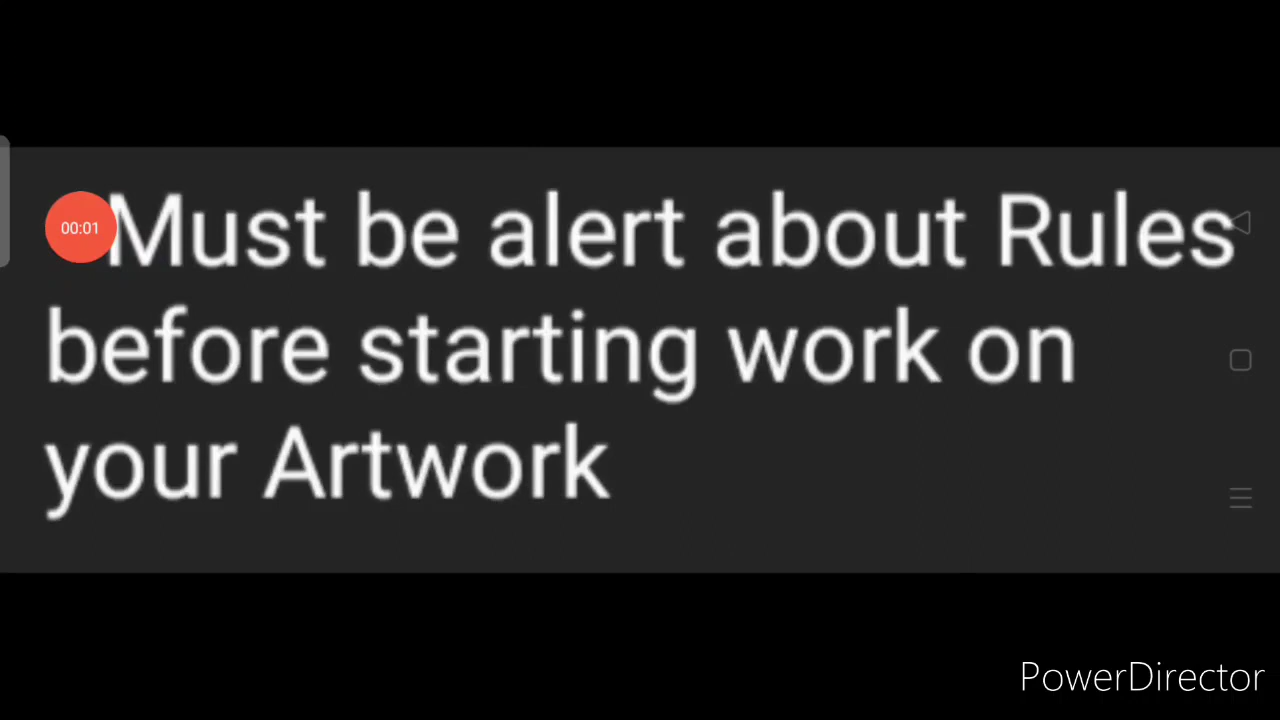 00:01
Must be alert about Rules
before starting work on
your Artwork
PowerDirector